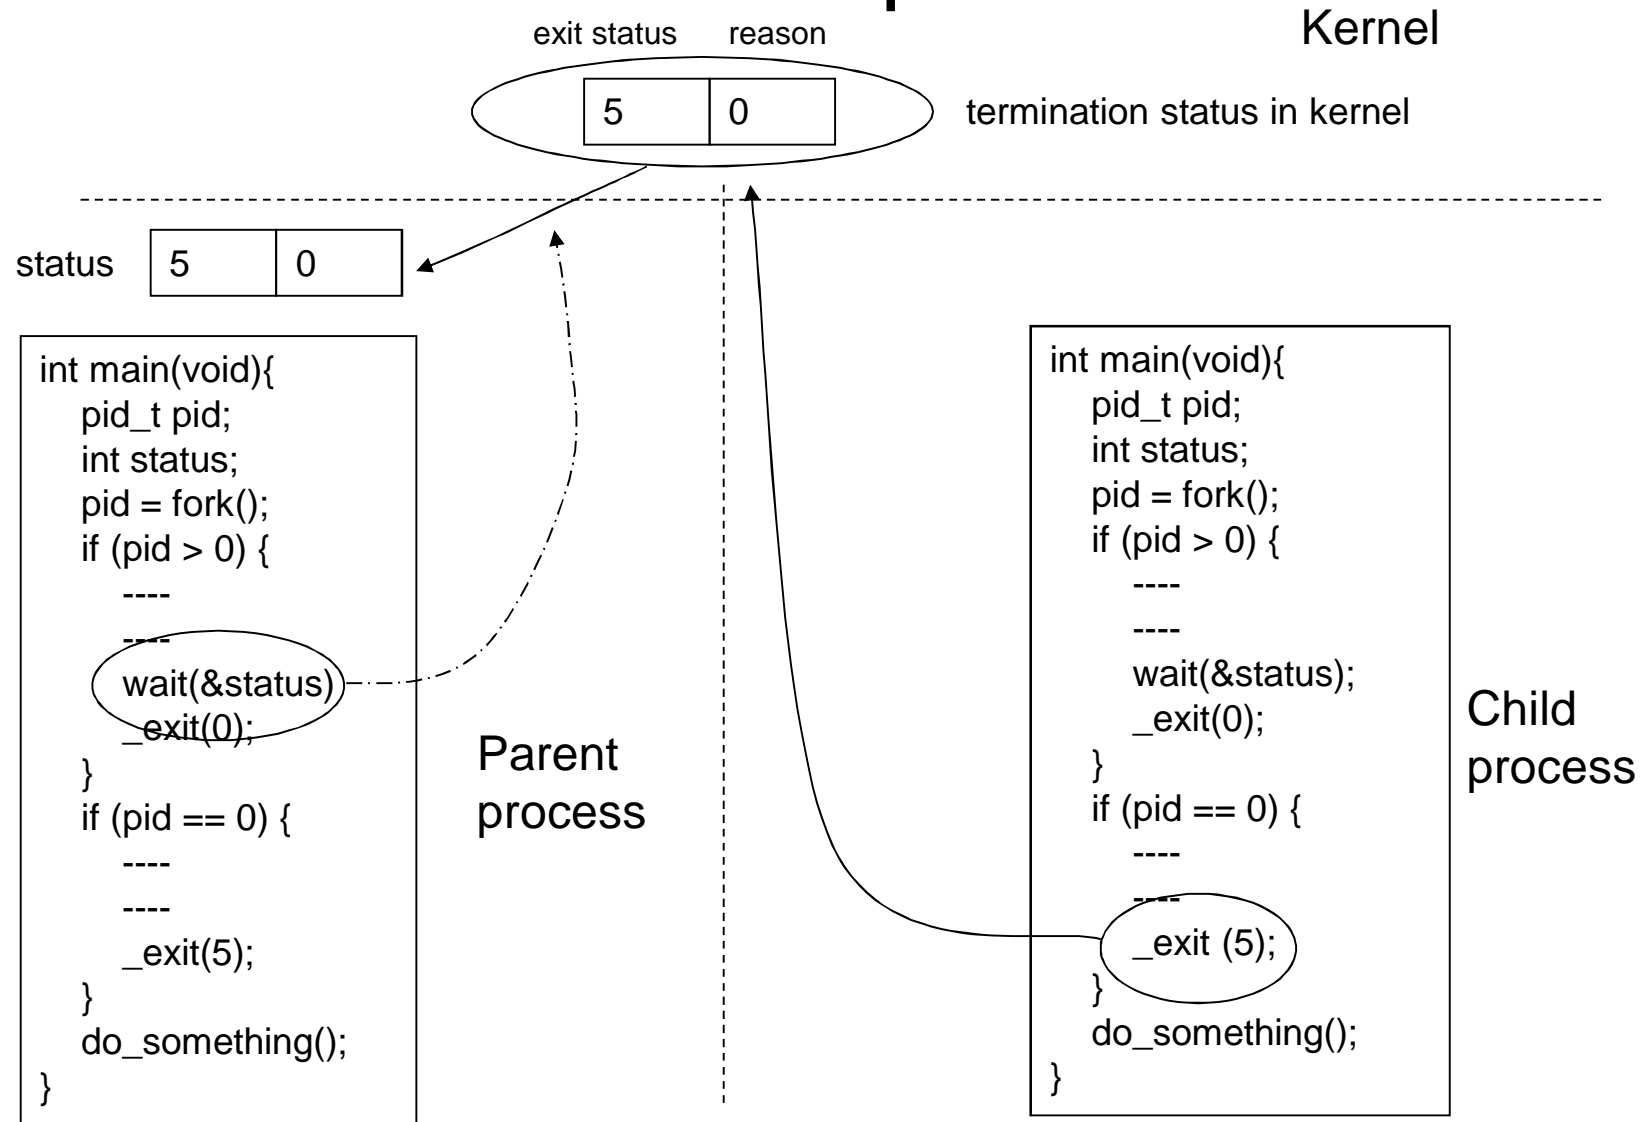 exit status reason
Kernel
5 0
termination status in kernel
status 5 0
int main(void){
pid_t pid;
int status;
pid = fork();
if (pid > 0) {
----
----
wait(&status)
_exit(0);
}
if (pid == 0) {
----
----
_exit(5);
}
do_something();
}
Parent
process
int main(void){
pid_t pid;
int status;
pid = fork();
if (pid > 0) {
----
----
wait(&status);
_exit(0);
}
if (pid == 0) {
----
----
_exit (5);
}
do_something();
}
Child
process